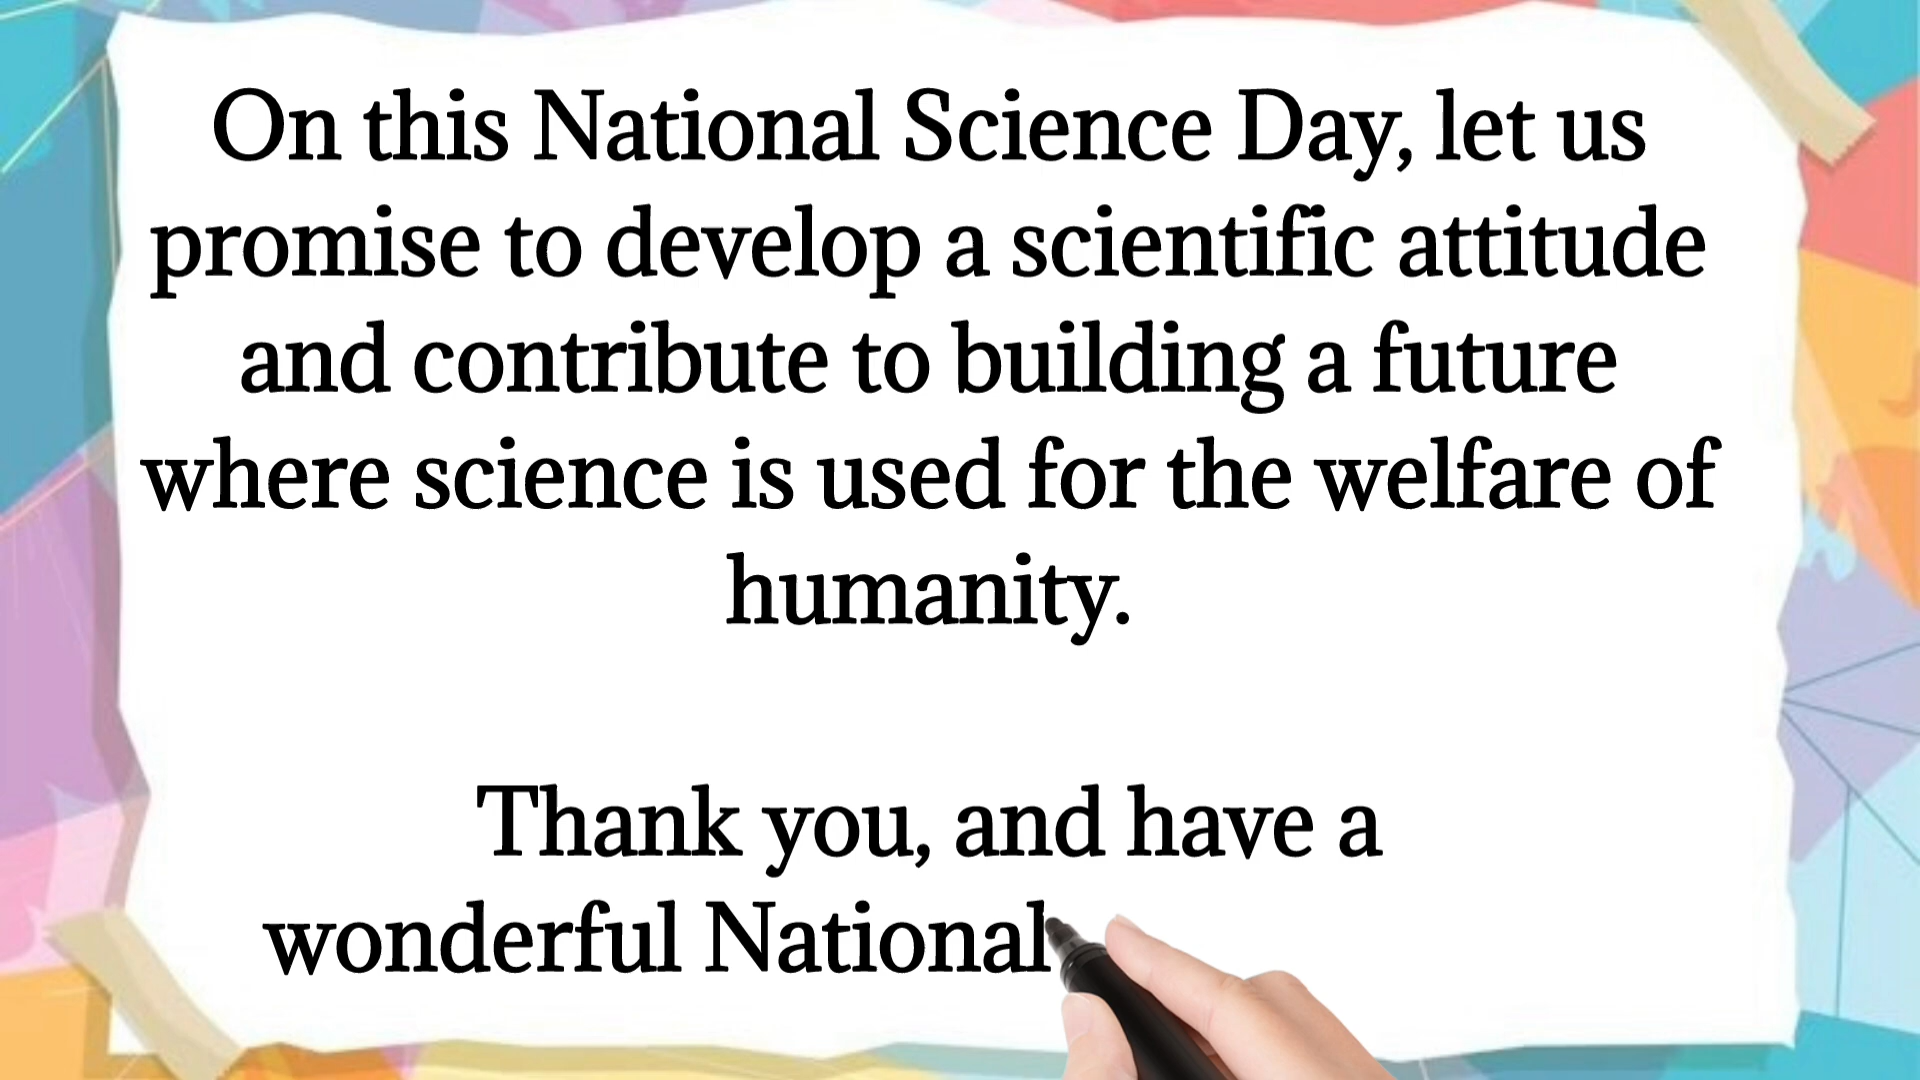 On this National Science Day, let us
promise to develop a scientific attitude
and contribute to building a future
where science is used for the welfare of
humanity.
Thank you, and have a
wonderful National